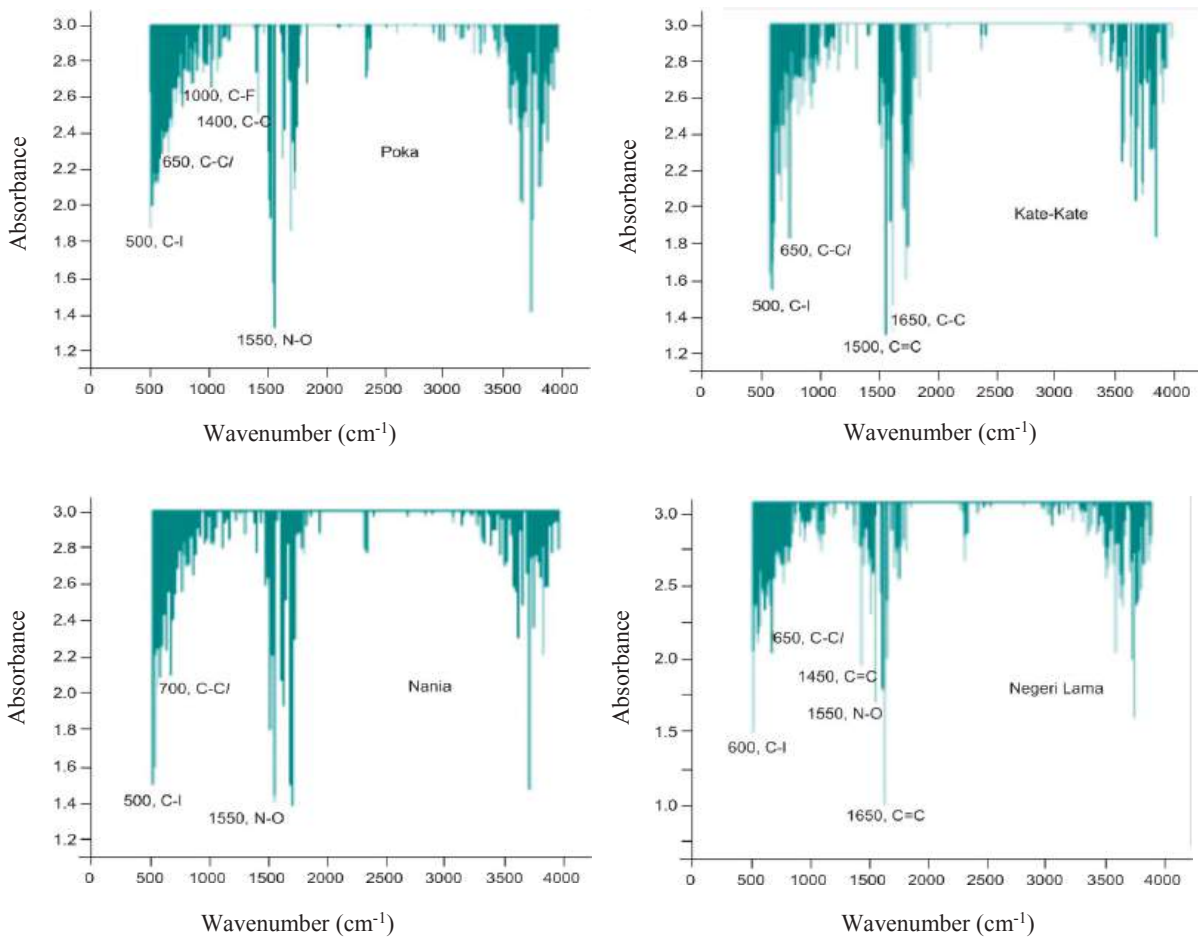 3.0
2.8
2.6
2.4
2.2
2.0
1.8
1.6
1.4
1.2
Absorbance
1000, C-F
1400, C-C
650, C-Cl
500, C-I
1550, N-O
Poka
0 500 1000 1500 2000 3000 3500 4000
Wavenumber (cm-1)
3.0
2.8
2.6
2.4
2.2
2.0
1.8
1.6
1.4
1.2
Absorbance
Kate-Kate
650, C-Cl
500, C-I
1650, C-C
1500, C=C
0 500 1000 1500 2000 3000 3500 4000
Wavenumber (cm-1)
3.0
2.8
2.6
2.4
2.2
2.0
1.8
1.6
1.4
1.2
Absorbance
700, C-Cl
Nania
500, C-I
1550, N-O
0 500 1000 1500 2000 3000 3500 4000
Wavenumber (cm-1)
3.0
2.5
2.0
1.5
1.0
Absorbance
650, C-Cl
1450, C=C
1550, N-O
Negeri Lama
600, C-I
1650, C=C
0 500 1000 1500 2000 3000 3500 4000
Wavenumber (cm-1)